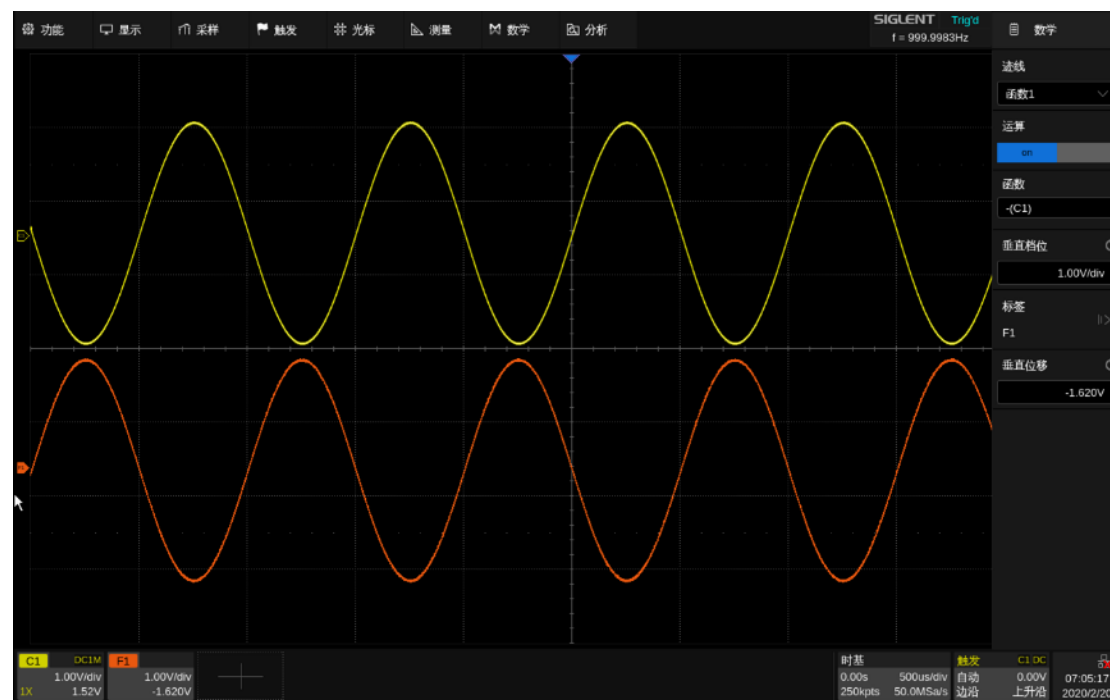 功能 显示 采样 触发 光标 测量 数学 分析
SIGLENT Trig'd
f = 999.9983Hz
数学
迹线
函数1
运算
on
函数
-(C1)
垂直档位
1.00V/div
标签
F1
垂直位移
-1.620V
C1 DC1M
1.00V/div
1X 1.52V
F1
1.00V/div
-1.620V
时基
0.00s 500us/div
250kpts 50.0MSa/s
触发 C1 DC
自动 0.00V
边沿 上升沿
07:05:17
2020/2/20